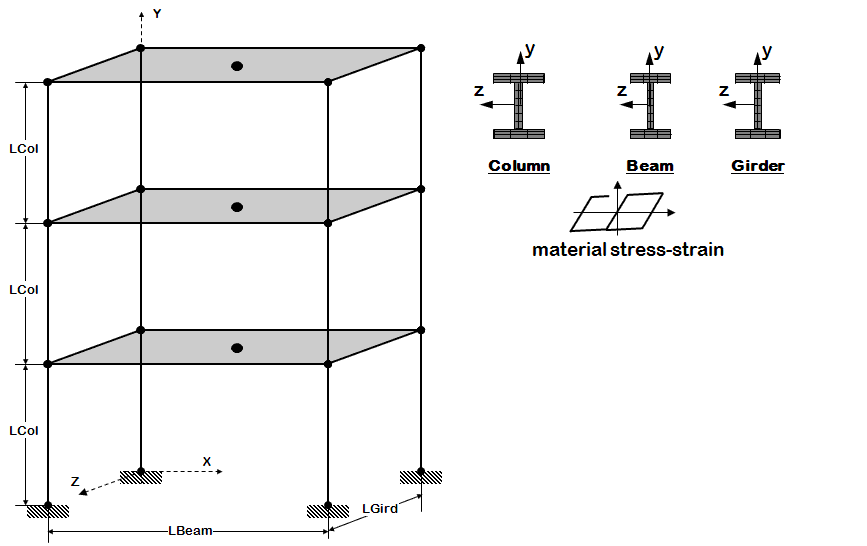 Y
y
y
y
z
z
z
LCol
Column
Beam
Girder
material stress-strain
LCol
LCol
X
Z
LGird
LBeam